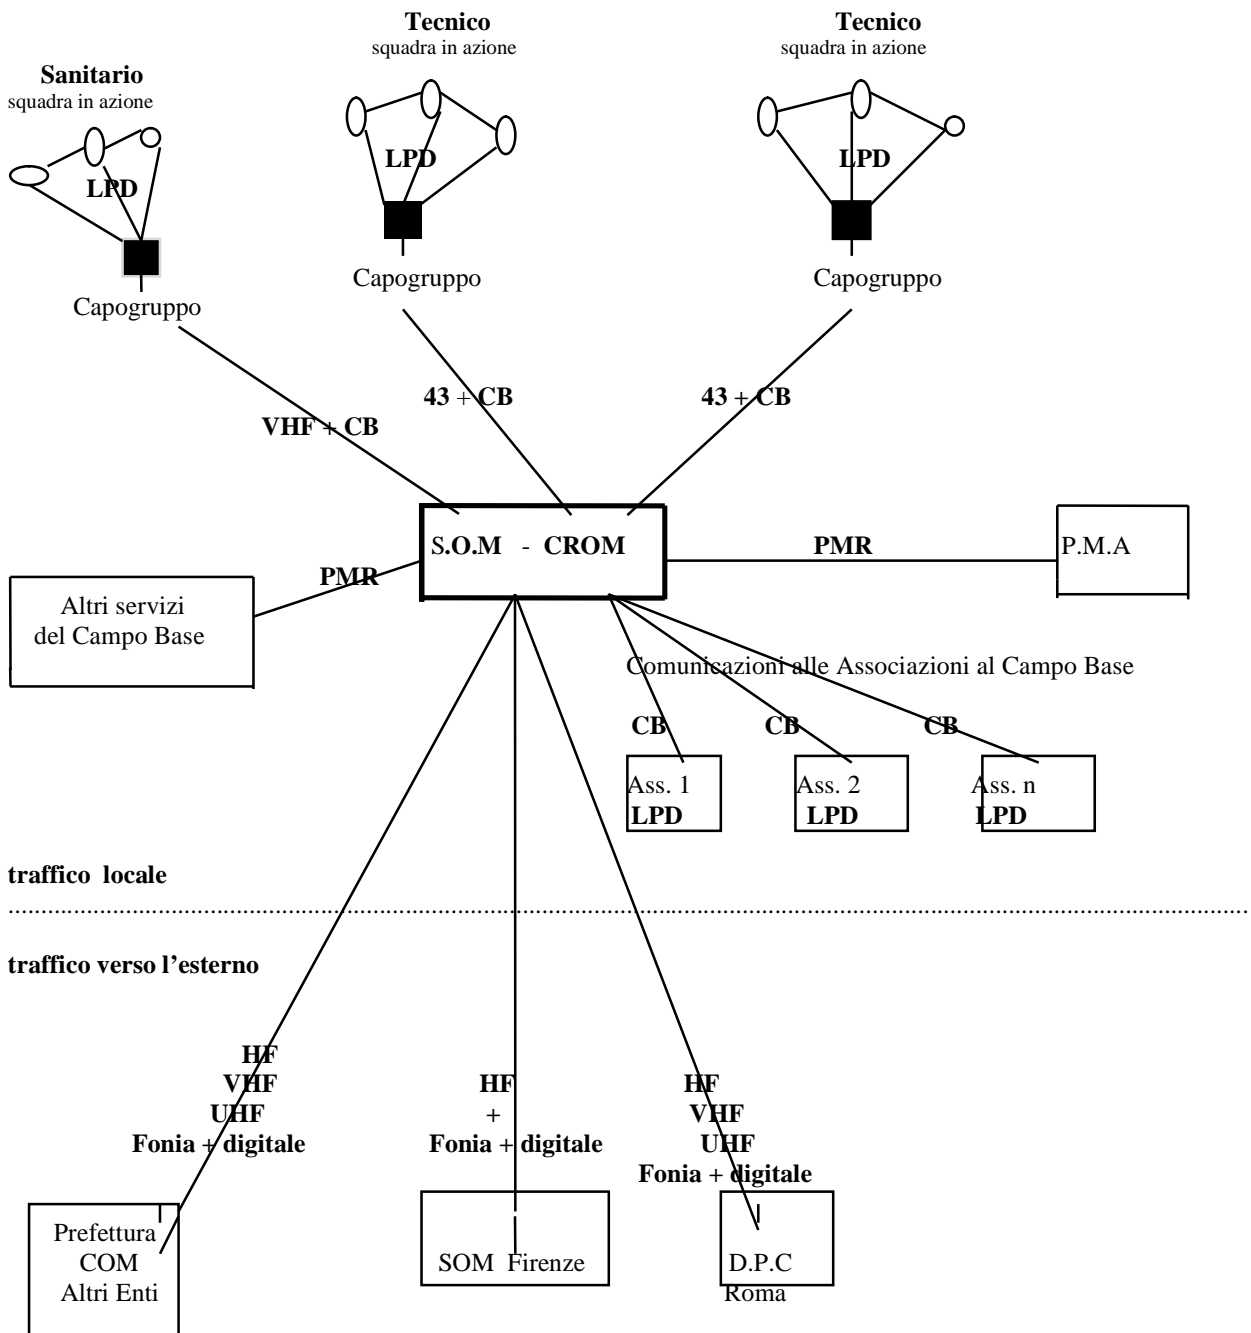 Tecnico
squadra in azione
Tecnico
squadra in azione
Sanitario
squadra in azione
LPD
LPD
LPD
Capogruppo
Capogruppo
Capogruppo
43 + CB
43 + CB
VHF + CB
S.O.M - CROM
PMR
P.M.A
PMR
Altri servizi
del Campo Base
Comunicazioni alle Associazioni al Campo Base
CB
CB
CB
Ass. 1
LPD
Ass. 2
LPD
Ass. n
LPD
traffico locale
traffico verso l'esterno
HF
VHF
UHF
Fonia + digitale
HF
+
Fonia + digitale
HF
VHF
UHF
Fonia + digitale
Prefettura
COM
Altri Enti
SOM Firenze
D.P.C
Roma